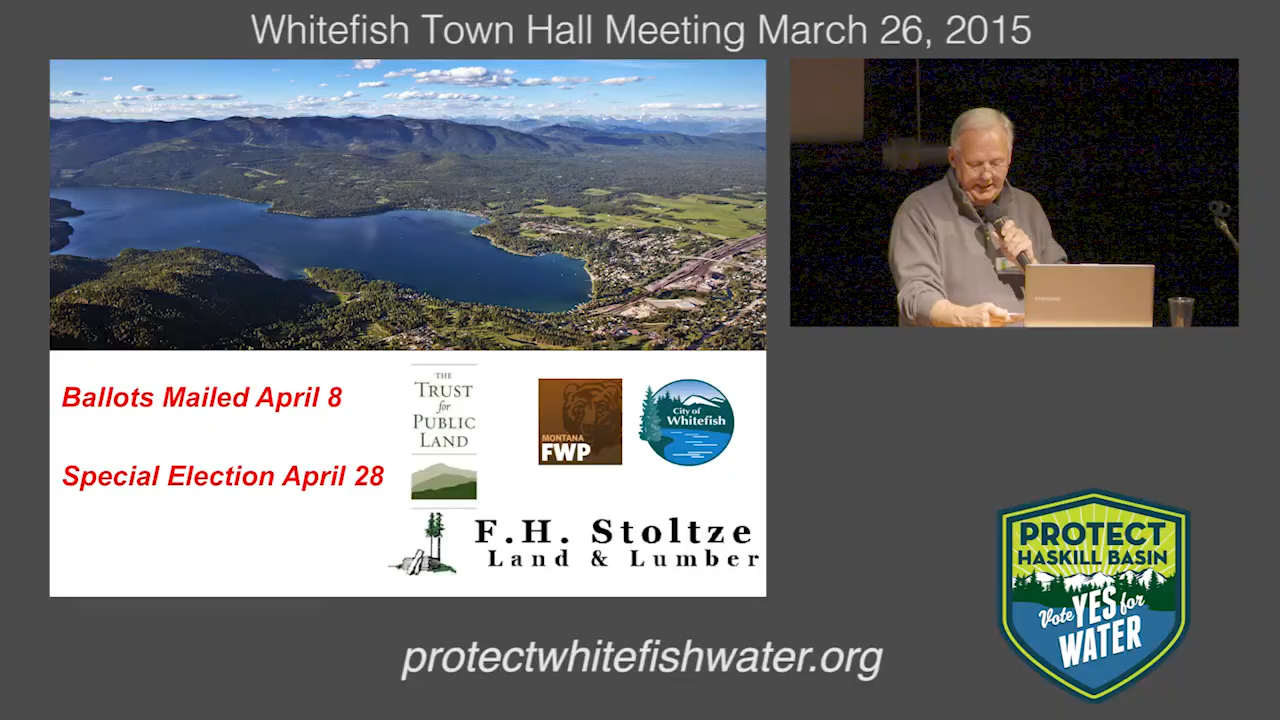 Whitefish Town Hall Meeting March 26, 2015
Ballots Mailed April 8
Special Election April 28
THE
TRUST
for
PUBLIC
LAND
MONTANA
FWP
City of
Whitefish
F.H. Stoltze
Land & Lumber
SAMSUNG
PROTECT
HASKILL BASIN
Vote YES for
WATER
protectwhitefishwater.org